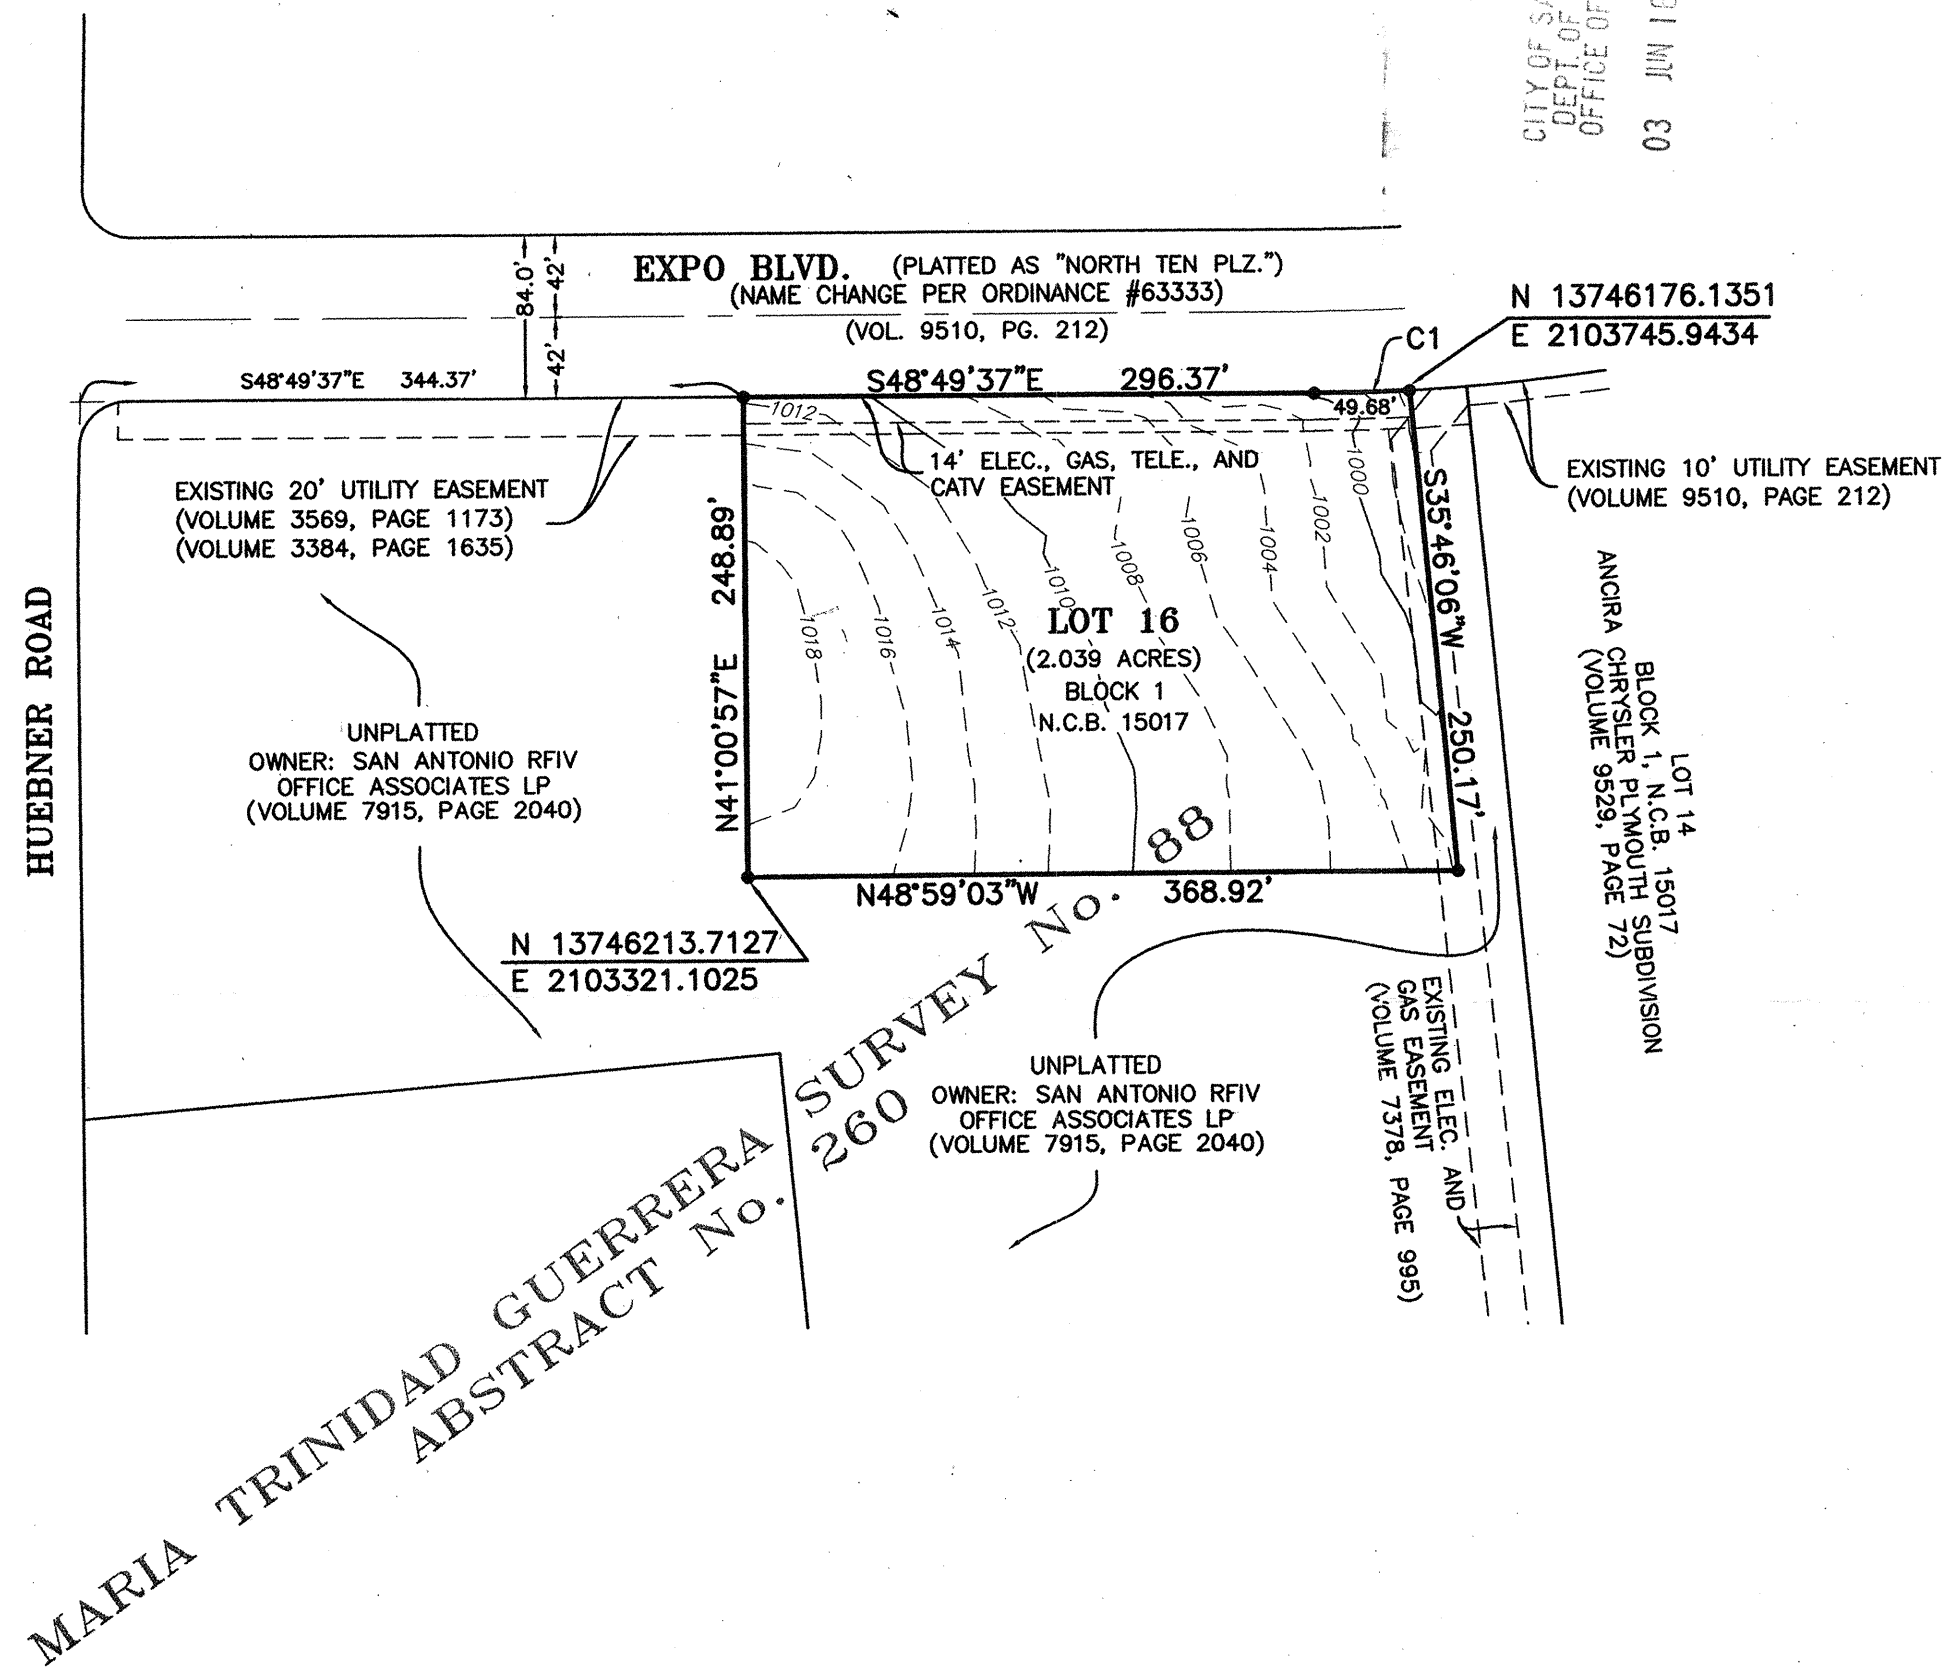 CITY OF
DEPT. OF
OFFICE OF
03 JUN
EXPO BLVD. (PLATTED AS "NORTH TEN PLZ.")
(NAME CHANGE PER ORDINANCE #63333)
(VOL. 9510, PG. 212)
84.0'
42'
42'
N 13746176.1351
E 2103745.9434
C1
S48°49'37"E 344.37'
S48°49'37"E 296.37'
49.68'
1012
14' ELEC., GAS, TELE., AND
CATV EASEMENT
EXISTING 20' UTILITY EASEMENT
(VOLUME 3569, PAGE 1173)
(VOLUME 3384, PAGE 1635)
EXISTING 10' UTILITY EASEMENT
(VOLUME 9510, PAGE 212)
N41°00'57"E 248.89'
S35°46'06"W 250.17'
1018
1016
1014
1012
1010
1008
1006
1004
1002
1000
LOT 16
(2.039 ACRES)
BLOCK 1
N.C.B. 15017
HUEBNER ROAD
UNPLATTED
OWNER: SAN ANTONIO RFIV
OFFICE ASSOCIATES LP
(VOLUME 7915, PAGE 2040)
LOT 14
BLOCK 1, N.C.B. 15017
ANCIRA CHRYSLER PLYMOUTH SUBDIVISION
(VOLUME 9529, PAGE 72)
N48°59'03"W 368.92'
N 13746213.7127
E 2103321.1025
UNPLATTED
OWNER: SAN ANTONIO RFIV
OFFICE ASSOCIATES LP
(VOLUME 7915, PAGE 2040)
EXISTING ELEC. AND
GAS EASEMENT
(VOLUME 7378, PAGE 995)
MARIA TRINIDAD GUERRERA SURVEY No. 88
ABSTRACT No. 260